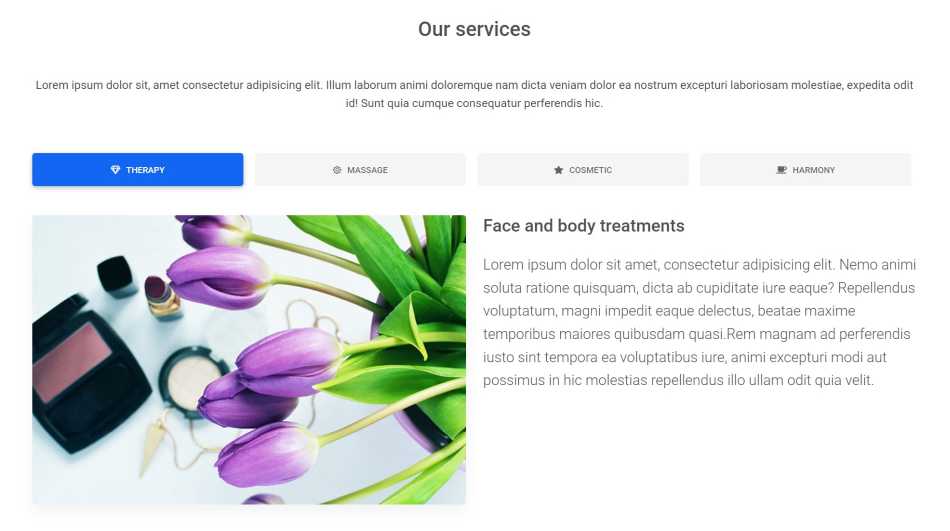 Our services
Lorem ipsum dolor sit, amet consectetur adipisicing elit. Illum laborum animi doloremque nam dicta veniam dolor ea nostrum excepturi laboriosam molestiae, expedita odit
id! Sunt quia cumque consequatur perferendis hic.
THERAPY
MASSAGE
COSMETIC
HARMONY
Face and body treatments
Lorem ipsum dolor sit amet, consectetur adipisicing elit. Nemo animi
soluta ratione quisquam, dicta ab cupiditate iure eaque? Repellendus
voluptatum, magni impedit eaque delectus, beatae maxime
temporibus maiores quibusdam quasi.Rem magnam ad perferendis
iusto sint tempora ea voluptatibus iure, animi excepturi modi aut
possimus in hic molestias repellendus illo ullam odit quia velit.